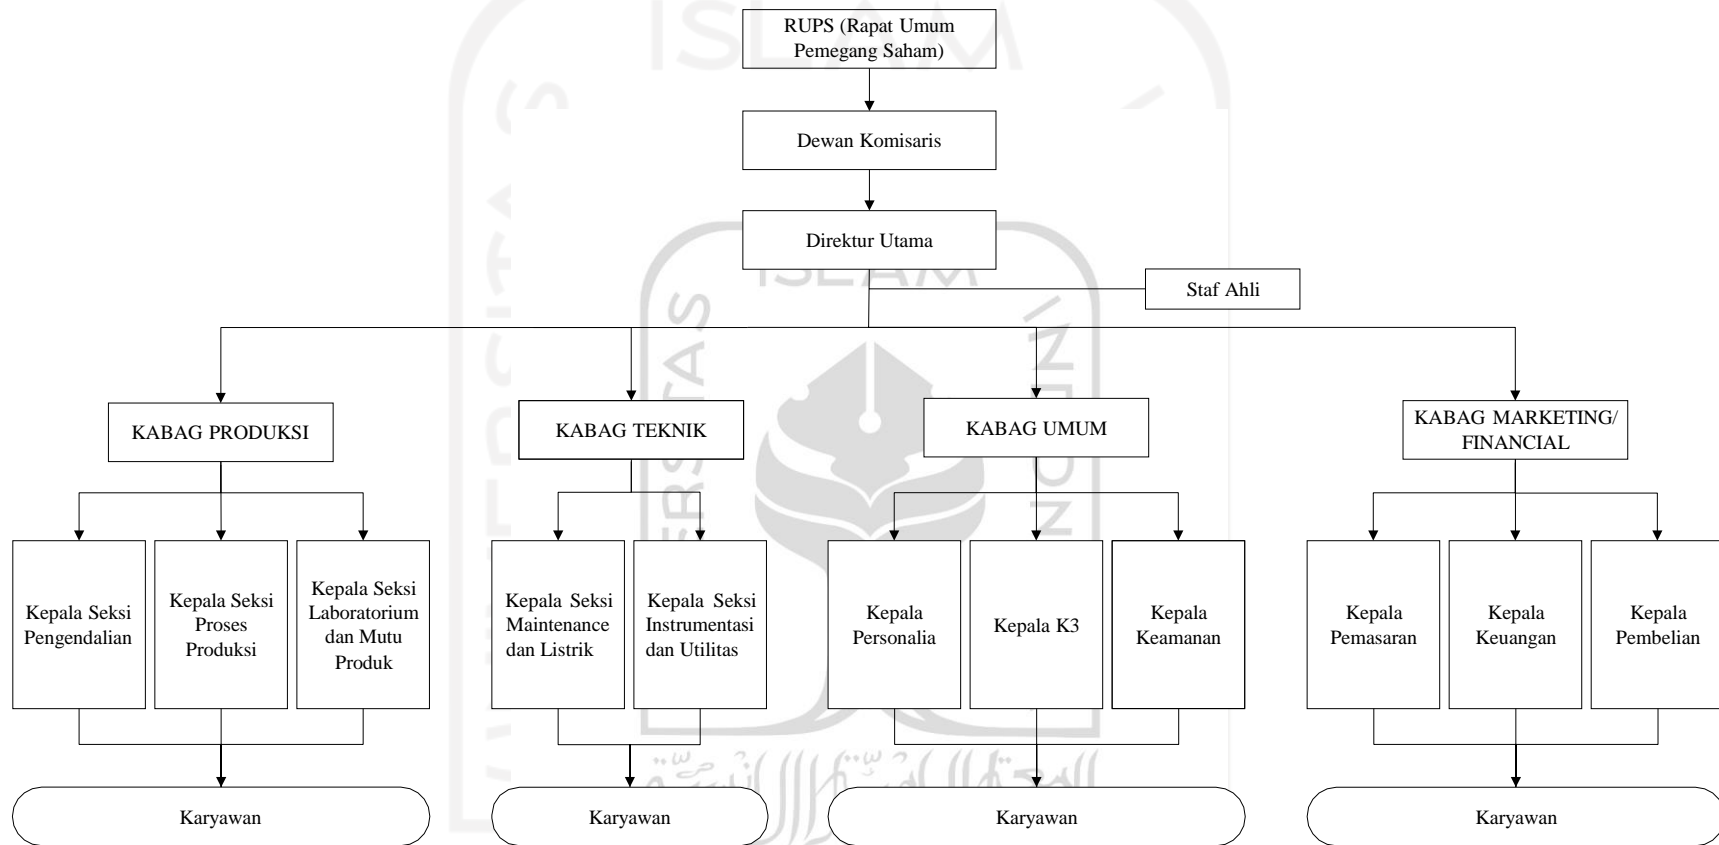 RUPS (Rapat Umum
Pemegang Saham)
Dewan Komisaris
Direktur Utama
Staf Ahli
KABAG PRODUKSI
KABAG TEKNIK
KABAG UMUM
KABAG MARKETING/
FINANCIAL
Kepala Seksi
Pengendalian
Kepala Seksi
Proses
Produksi
Kepala Seksi
Laboratorium
dan Mutu
Produk
Kepala Seksi
Maintenance
dan Listrik
Kepala Seksi
Instrumentasi
dan Utilitas
Kepala
Personalia
Kepala K3
Kepala
Keamanan
Kepala
Pemasaran
Kepala
Keuangan
Kepala
Pembelian
Karyawan
Karyawan
Karyawan
Karyawan
ISLAM
ISLAM